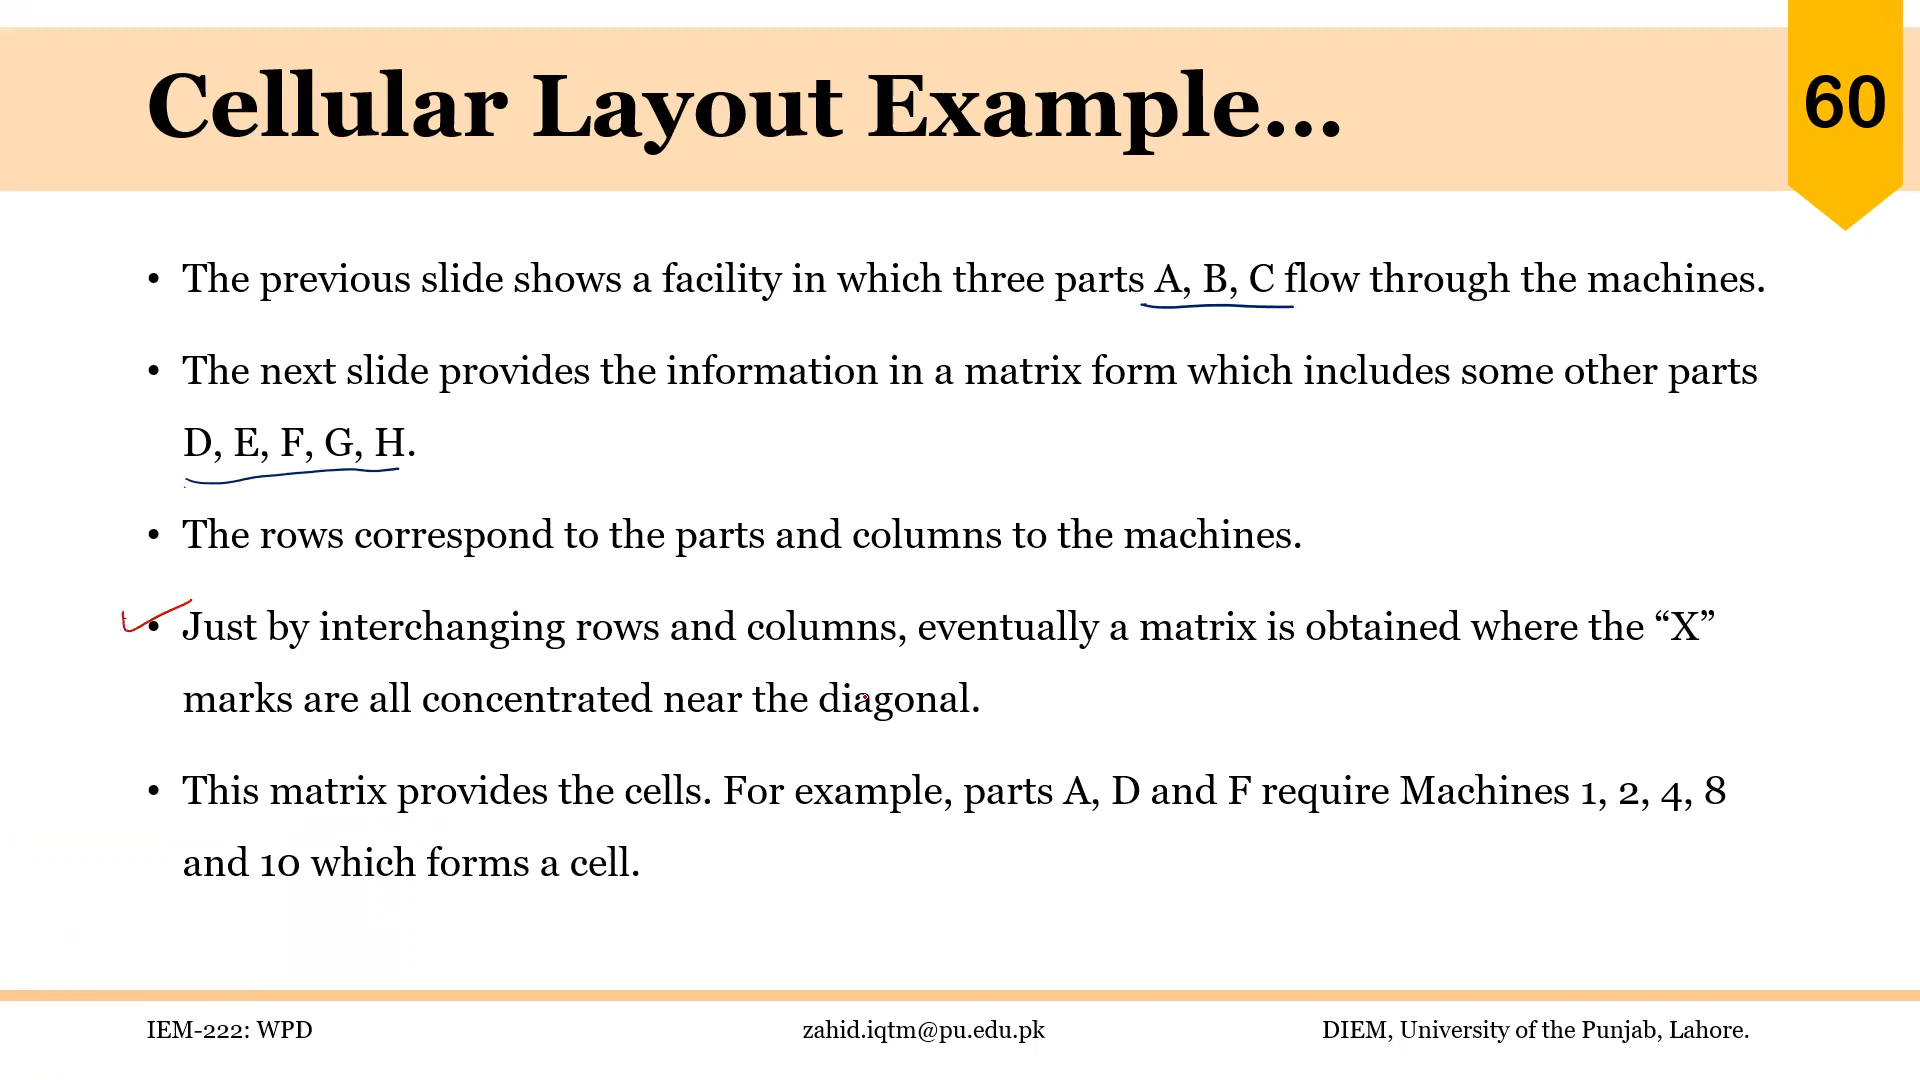 Cellular Layout Example...
60
• The previous slide shows a facility in which three parts A, B, C flow through the machines.
• The next slide provides the information in a matrix form which includes some other parts
D, E, F, G, H.
• The rows correspond to the parts and columns to the machines.
• Just by interchanging rows and columns, eventually a matrix is obtained where the “X”
marks are all concentrated near the diagonal.
• This matrix provides the cells. For example, parts A, D and F require Machines 1, 2, 4, 8
and 10 which forms a cell.
IEM-222: WPD
zahid.iqtm@pu.edu.pk
DIEM, University of the Punjab, Lahore.